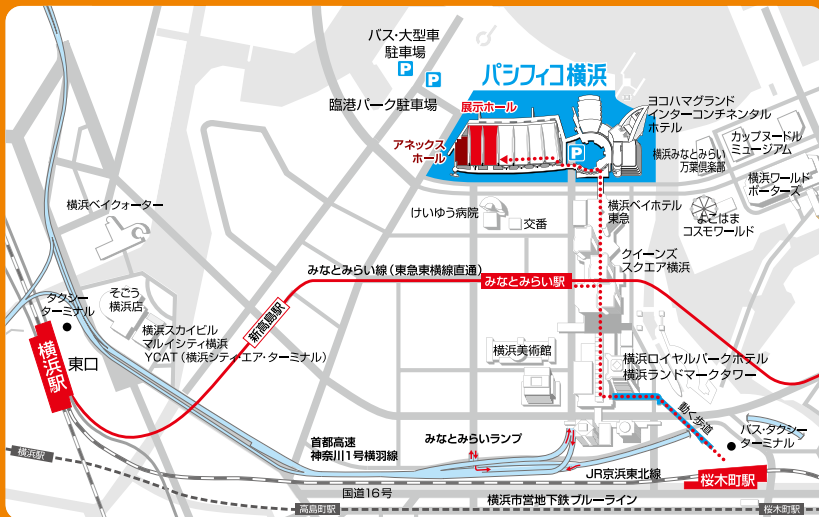 バス・大型車
駐車場
P
P
臨港パーク駐車場
パシフィコ横浜
展示ホール
アネックス
ホール
P
ヨコハマグランド
インターコンチネンタル
ホテル
カップヌードル
ミュージアム
横浜みなとみらい
万葉倶楽部
横浜ワールド
ポーターズ
よこはま
コスモワールド
横浜ベイホテル
東急
けいゆう病院
交番
クイーンズ
スクエア横浜
横浜ベイクォーター
みなとみらい線（東急東横線直通）
みなとみらい駅
新高島駅
そごう
横浜店
タクシー
ターミナル
横浜スカイビル
マルイシティ横浜
YCAT（横浜シティ・エア・ターミナル）
横浜駅
東口
横浜美術館
横浜ロイヤルパークホテル
横浜ランドマークタワー
動く歩道
バス・タクシー
ターミナル
首都高速
神奈川1号横羽線
みなとみらいランプ
JR京浜東北線
桜木町駅
横浜駅
国道16号
高島町駅
横浜市営地下鉄 ブルーライン
桜木町駅